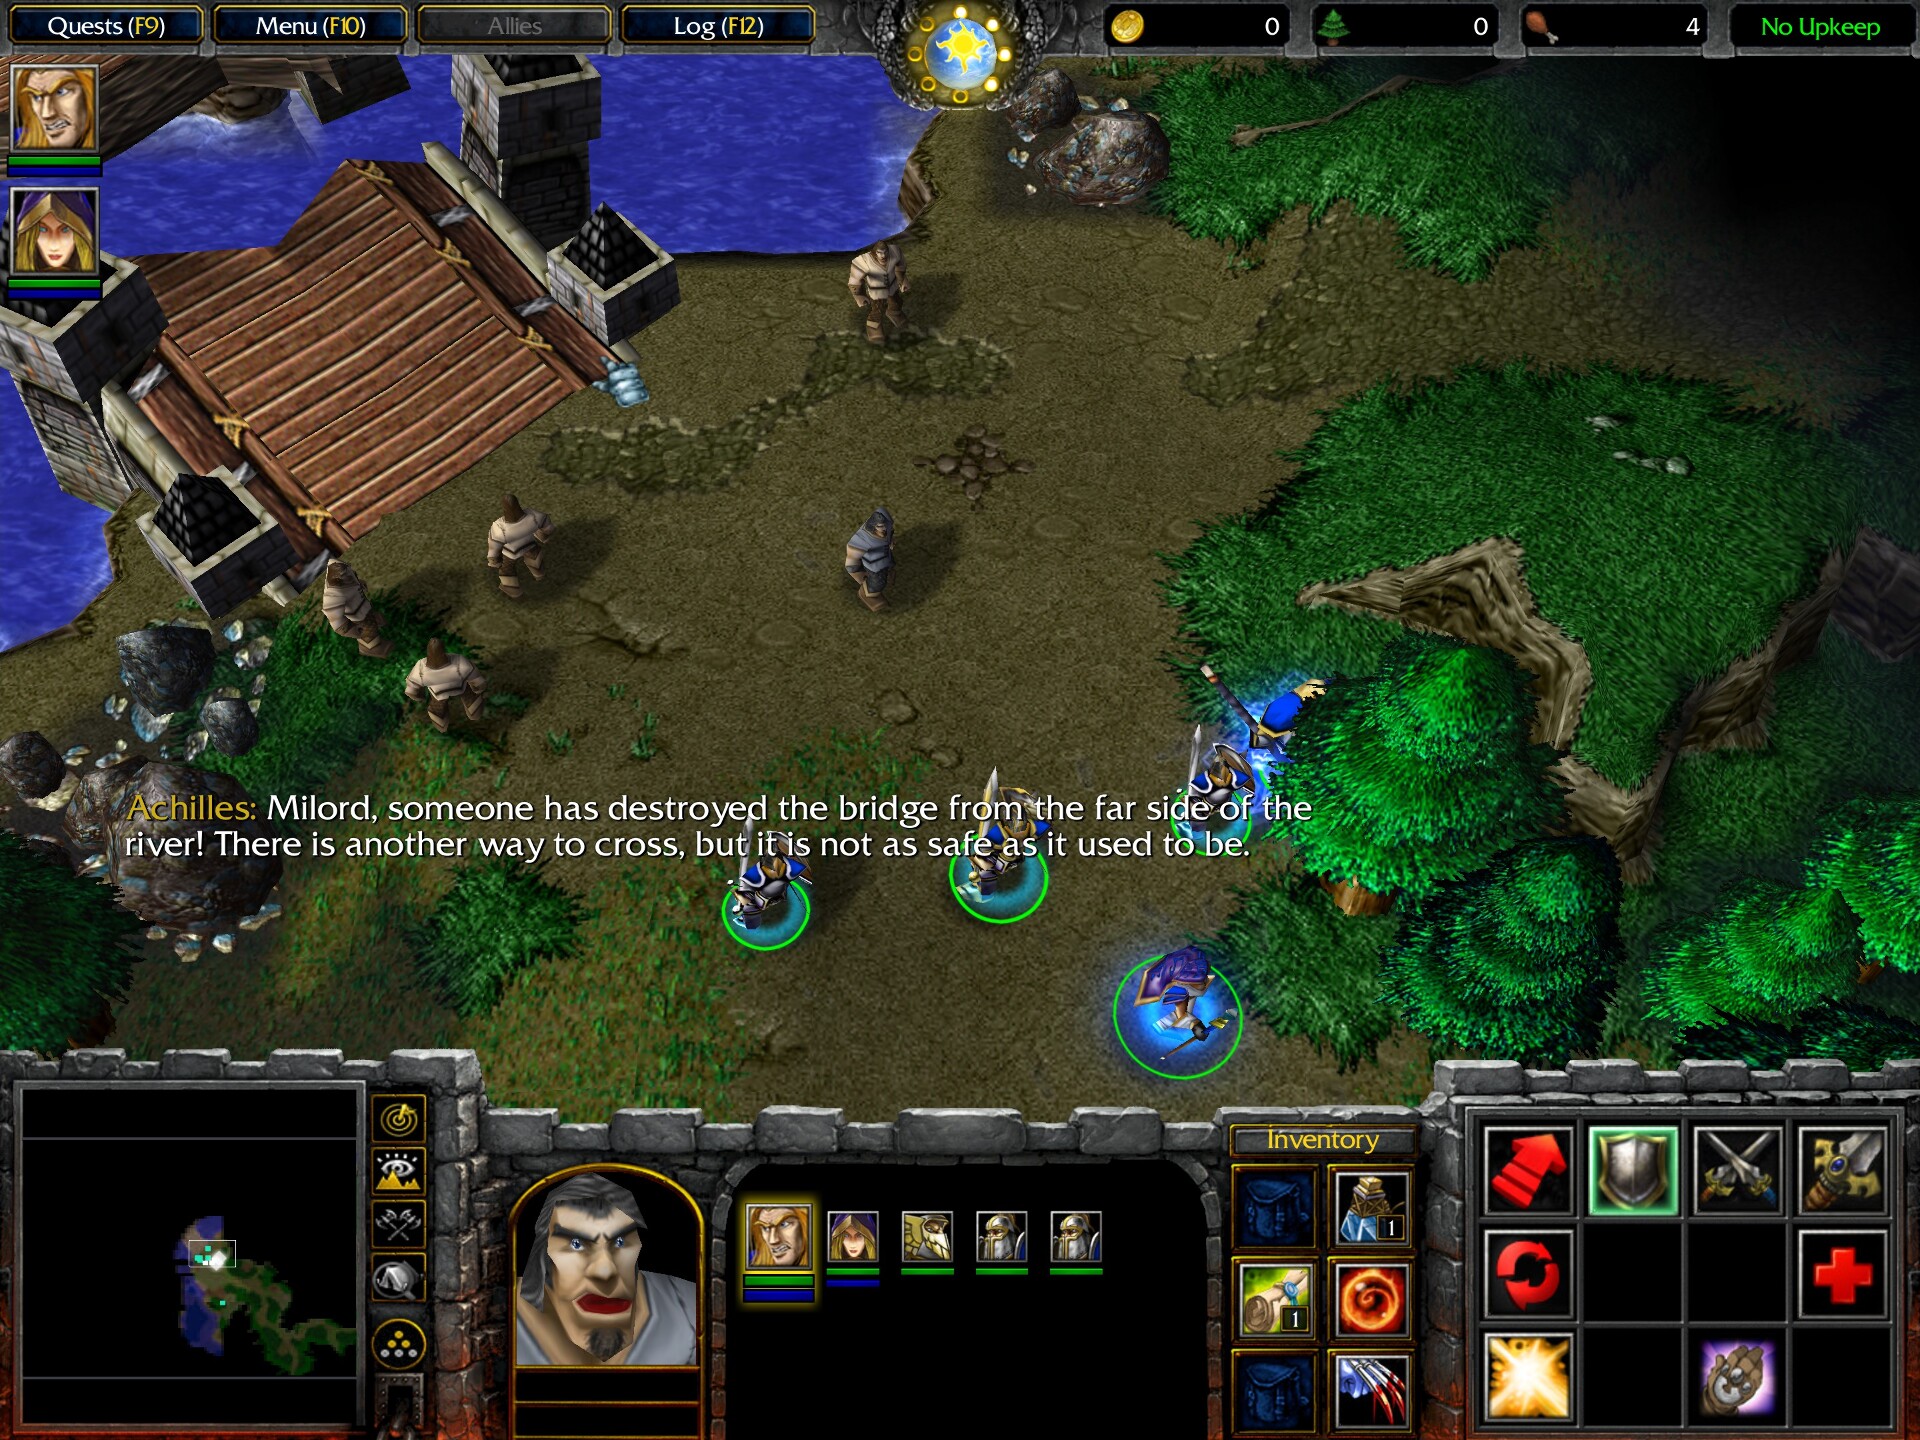 Quests (F9) Menu (F10) Allies Log (F12) 0 0 4 No Upkeep
Achilles: Milord, someone has destroyed the bridge from the far side of the
river! There is another way to cross, but it is not as safe as it used to be.
Inventory
1
1